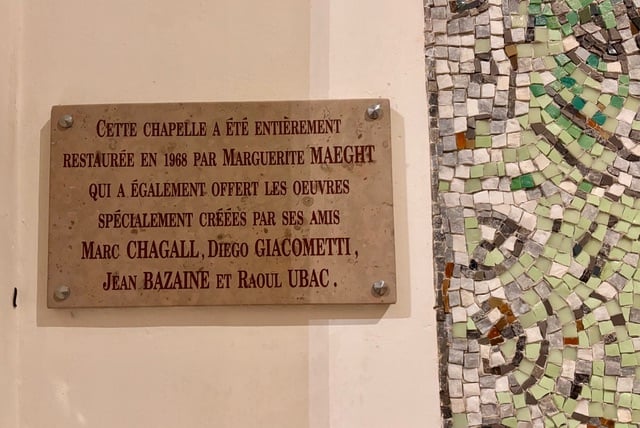 CETTE CHAPELLE A ÉTÉ ENTIÈREMENT
RESTAURÉE EN 1968 PAR MARGUERITE MAEGHT
QUI A ÉGALEMENT OFFERT LES OEUVRES
SPÉCIALEMENT CRÉÉES PAR SES AMIS
MARC CHAGALL, DIEGO GIACOMETTI,
JEAN BAZAINE ET RAOUL UBAC.